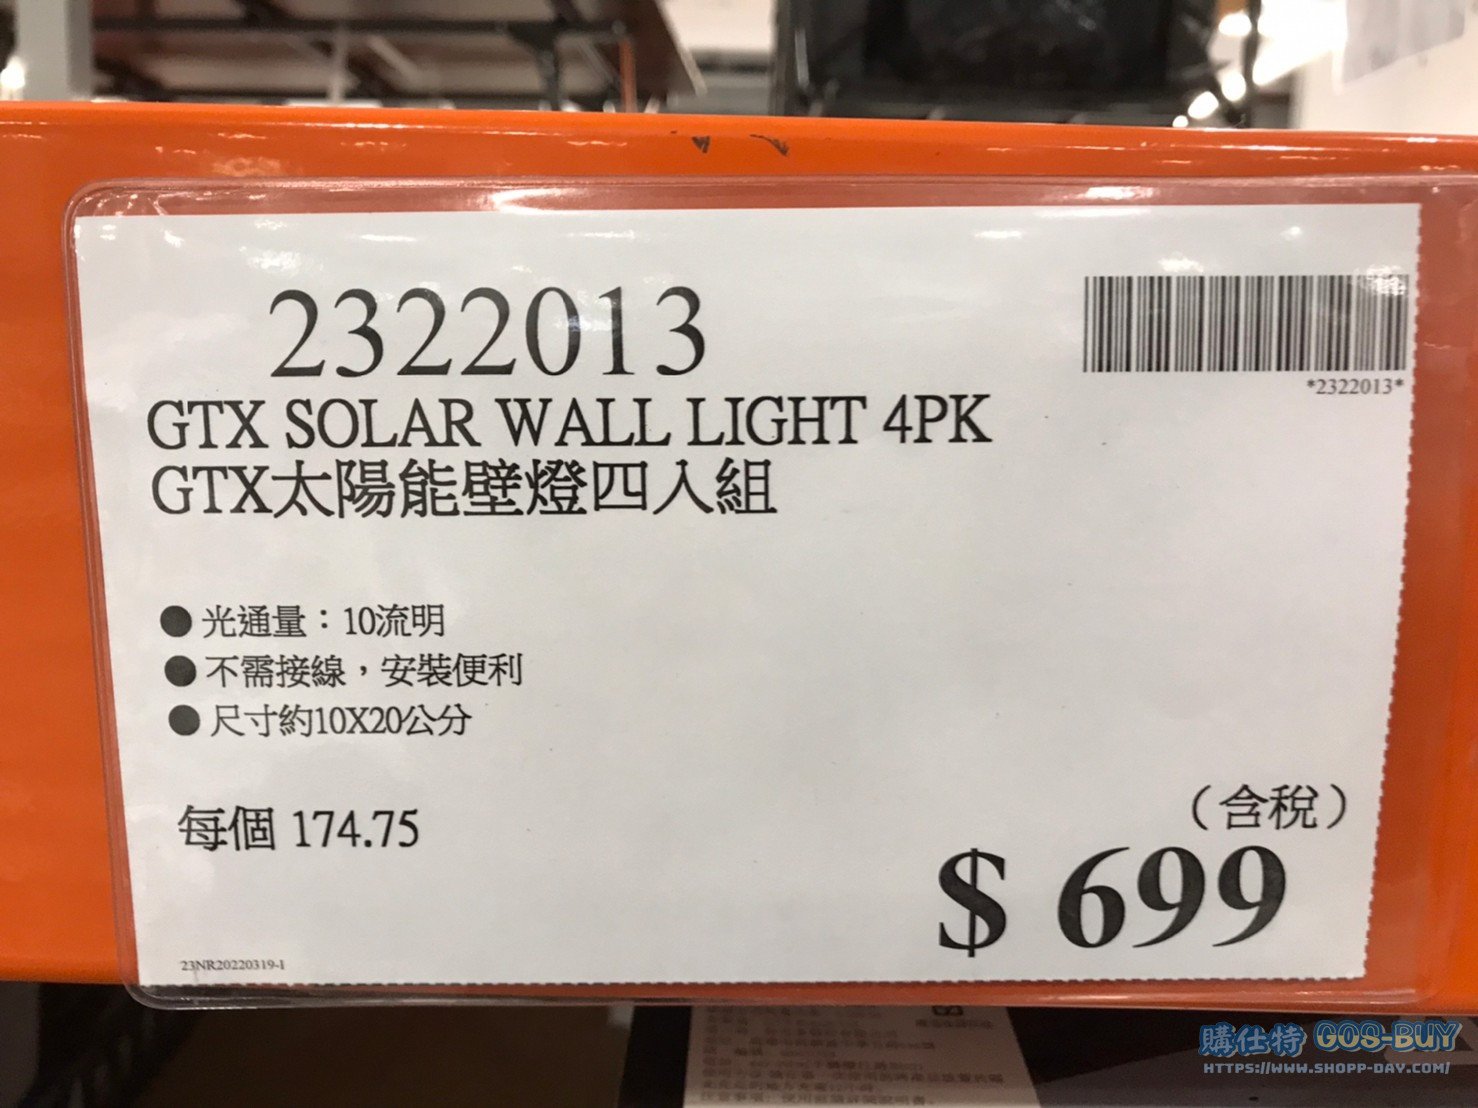 2322013
*2322013*
GTX SOLAR WALL LIGHT 4PK
GTX太陽能壁燈四入組
●光通量：10流明
●不需接線，安裝便利
●尺寸約10X20公分
每個 174.75
（含稅）
$ 699
23NR20220319-1
購仕特 GOS-BUY
HTTPS://WWW.SHOPP-DAY.COM/